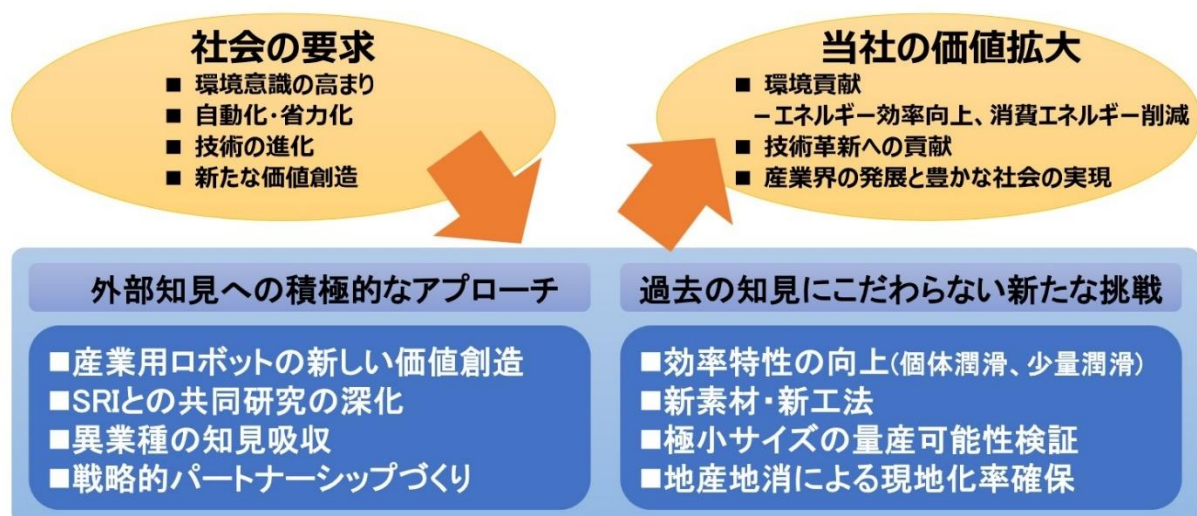 社会の要求
■ 環境意識の高まり
■ 自動化・省力化
■ 技術の進化
■ 新たな価値創造
当社の価値拡大
■ 環境貢献
－エネルギー効率向上、消費エネルギー削減
■ 技術革新への貢献
■ 産業界の発展と豊かな社会の実現
外部知見への積極的なアプローチ
■産業用ロボットの新しい価値創造
■SRIとの共同研究の深化
■異業種の知見吸収
■戦略的パートナーシップづくり
過去の知見にこだわらない新たな挑戦
■効率特性の向上(個体潤滑、少量潤滑)
■新素材・新工法
■極小サイズの量産可能性検証
■地産地消による現地化率確保